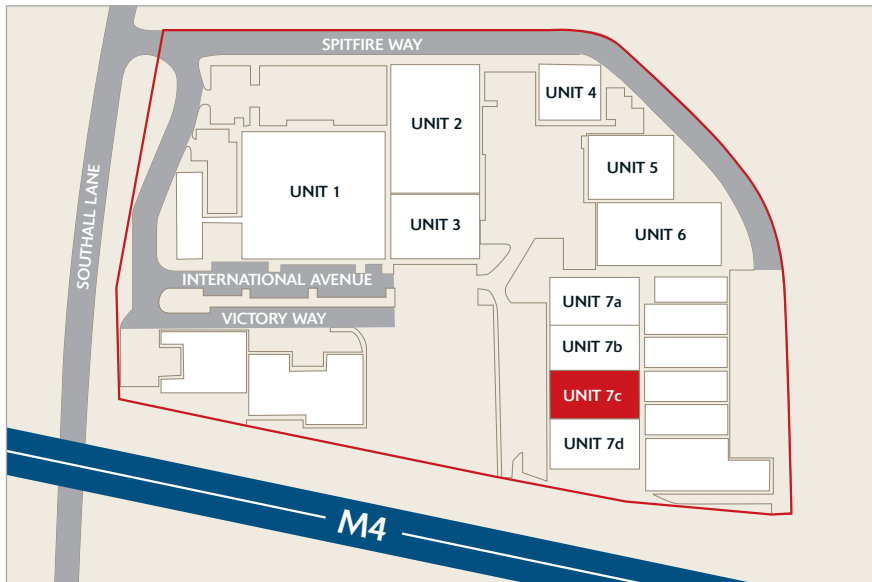 SPITFIRE WAY
UNIT 4
UNIT 2
UNIT 5
UNIT 1
UNIT 3
UNIT 6
SOUTHALL LANE
INTERNATIONAL AVENUE
UNIT 7a
VICTORY WAY
UNIT 7b
UNIT 7c
UNIT 7d
M4